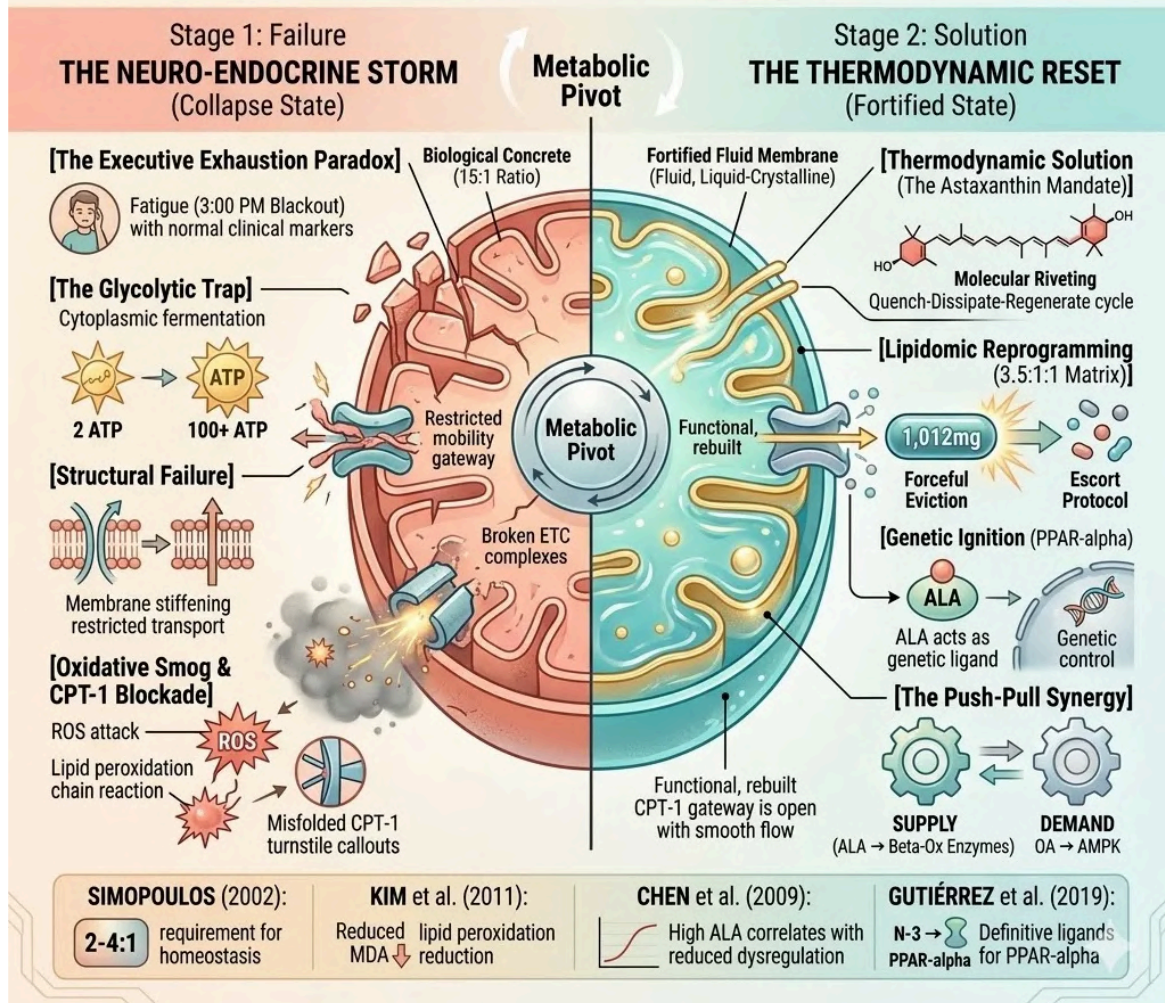 Stage 1: Failure
THE NEURO-ENDOCRINE STORM
(Collapse State)
Metabolic
Pivot
Stage 2: Solution
THE THERMODYNAMIC RESET
(Fortified State)
[The Executive Exhaustion Paradox]
Fatigue (3:00 PM Blackout)
with normal clinical markers
Biological Concrete
(15:1 Ratio)
[The Glycolytic Trap]
Cytoplasmic fermentation
2 ATP
ATP
100+ ATP
Restricted
mobility
gateway
[Structural Failure]
Membrane stiffening
restricted transport
Broken ETC
complexes
[Oxidative Smog &
CPT-1 Blockade]
ROS attack
ROS
Lipid peroxidation
chain reaction
Misfolded CPT-1
turnstile callouts
Metabolic
Pivot
Fortified Fluid Membrane
(Fluid, Liquid-Crystalline)
[Thermodynamic Solution
(The Astaxanthin Mandate)]
OH
HO
Molecular Riveting
Quench-Dissipate-Regenerate cycle
[Lipidomic Reprogramming
(3.5:1:1 Matrix)]
Functional,
rebuilt
1,012mg
Forceful
Eviction
Escort
Protocol
[Genetic Ignition (PPAR-alpha)
ALA
ALA acts as
genetic ligand
Genetic
control
[The Push-Pull Synergy]
Functional, rebuilt
CPT-1 gateway is open
with smooth flow
SUPPLY
(ALA → Beta-Ox Enzymes)
DEMAND
OA → AMPK
SIMOPOULOS (2002):
2-4:1
requirement for
homeostasis
KIM et al. (2011):
Reduced
MDA
lipid peroxidation
reduction
CHEN et al. (2009):
High ALA correlates with
reduced dysregulation
GUTIÉRREZ et al. (2019):
N-3 →
PPAR-alpha
Definitive ligands
for PPAR-alpha